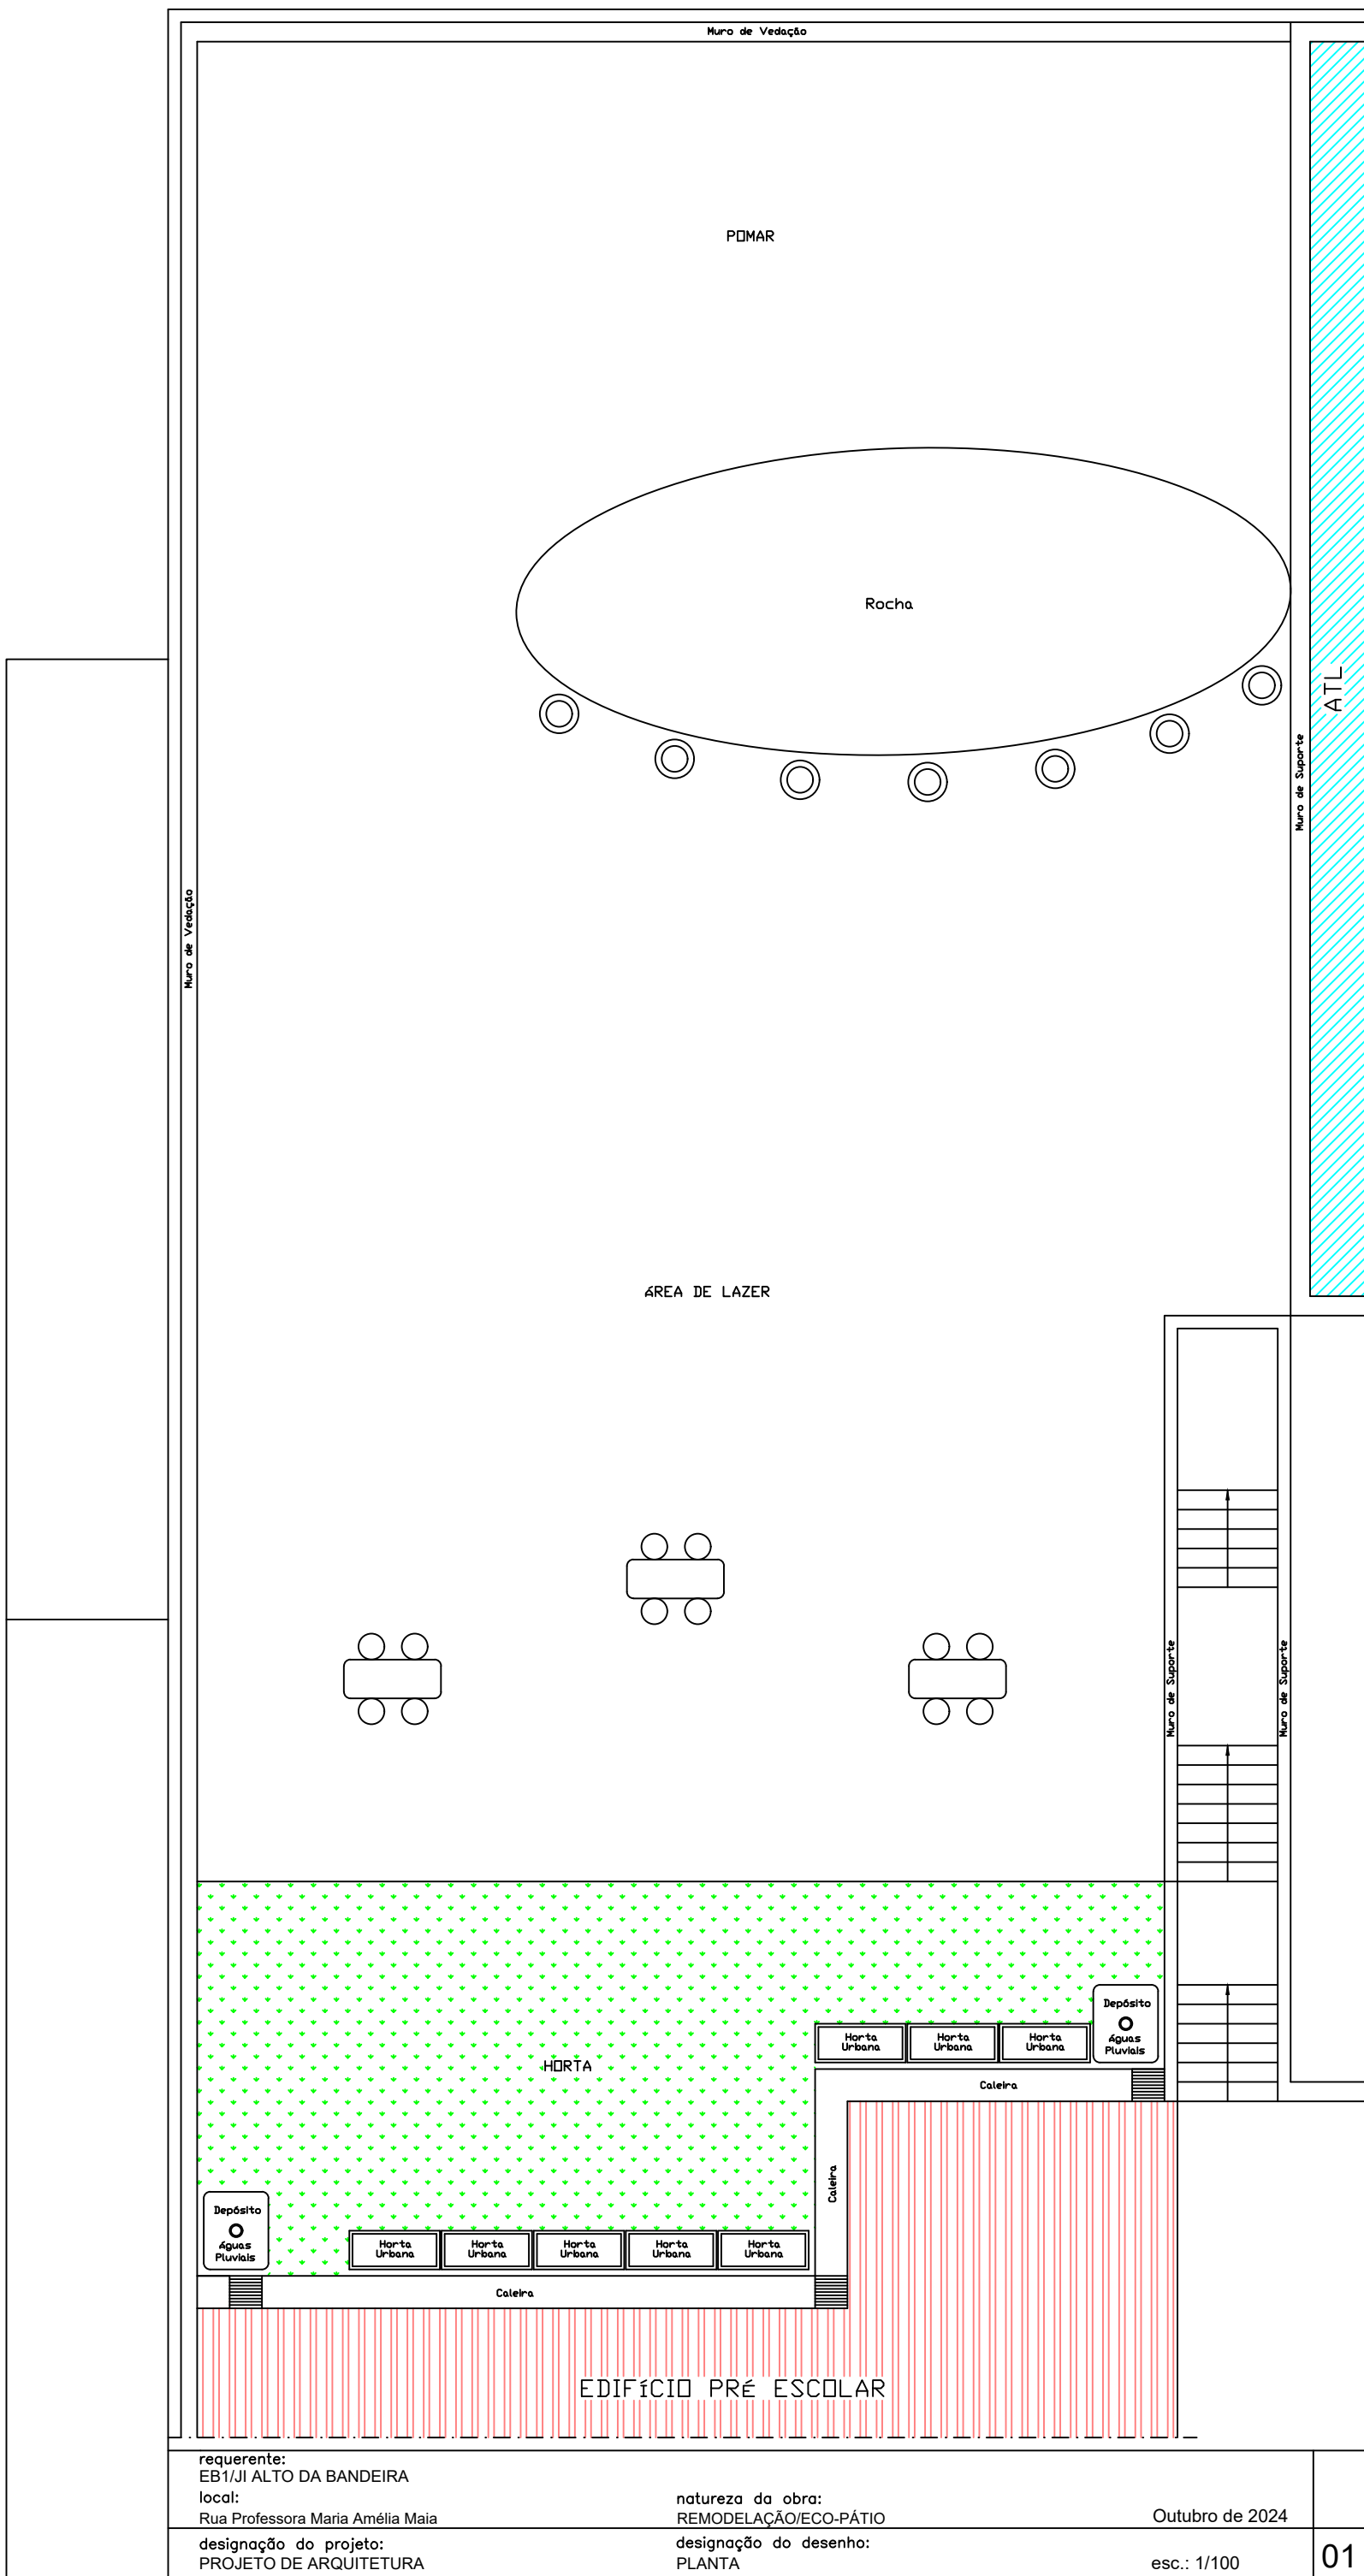 Muro de Vedação
POMAR
Rocha
ATL
Muro de Suporte
Muro de Vedação
ÁREA DE LAZER
Muro de Suporte
Muro de Suporte
Depósito
Águas
Pluviais
Horta
Urbana
Horta
Urbana
Horta
Urbana
HORTA
Caleira
Caleira
Depósito
Águas
Pluviais
Horta
Urbana
Horta
Urbana
Horta
Urbana
Horta
Urbana
Horta
Urbana
Caleira
EDIFíCIO PRé ESCOLAR
requerente:
EB1/JI ALTO DA BANDEIRA
local:
Rua Professora Maria Amélia Maia
natureza da obra:
REMODELAÇÃO/ECO-PÁTIO
Outubro de 2024
designação do projeto:
PROJETO DE ARQUITETURA
designação do desenho:
PLANTA
esc.: 1/100
01